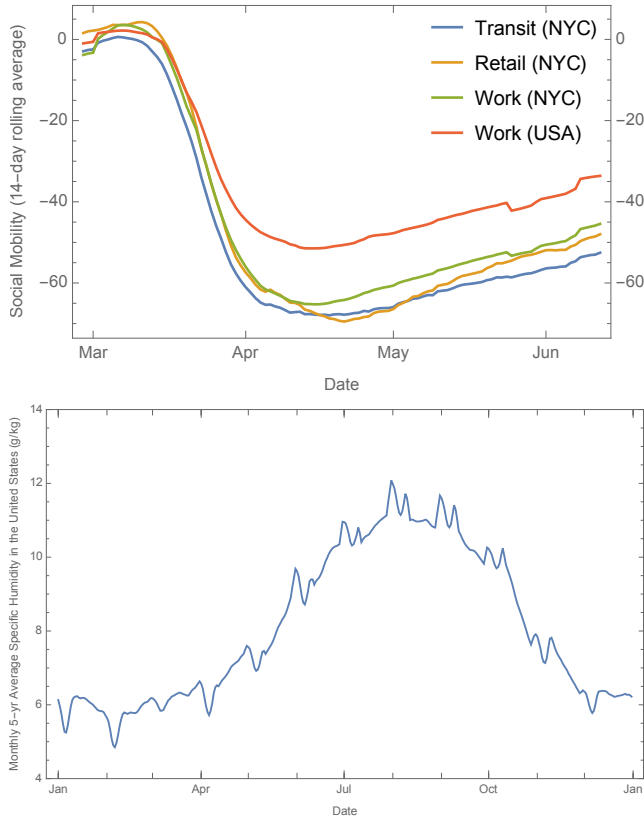 Transit (NYC)
Retail (NYC)
Work (NYC)
Work (USA)
0
−20
−40
−60
0
−20
−40
−60
Social Mobility (14−day rolling average)
Mar
Apr
May
Jun
Date
Monthly 5−yr Average Specific Humidity in the United States (g/kg)
14
12
10
8
6
4
Jan
Apr
Jul
Oct
Jan
Date